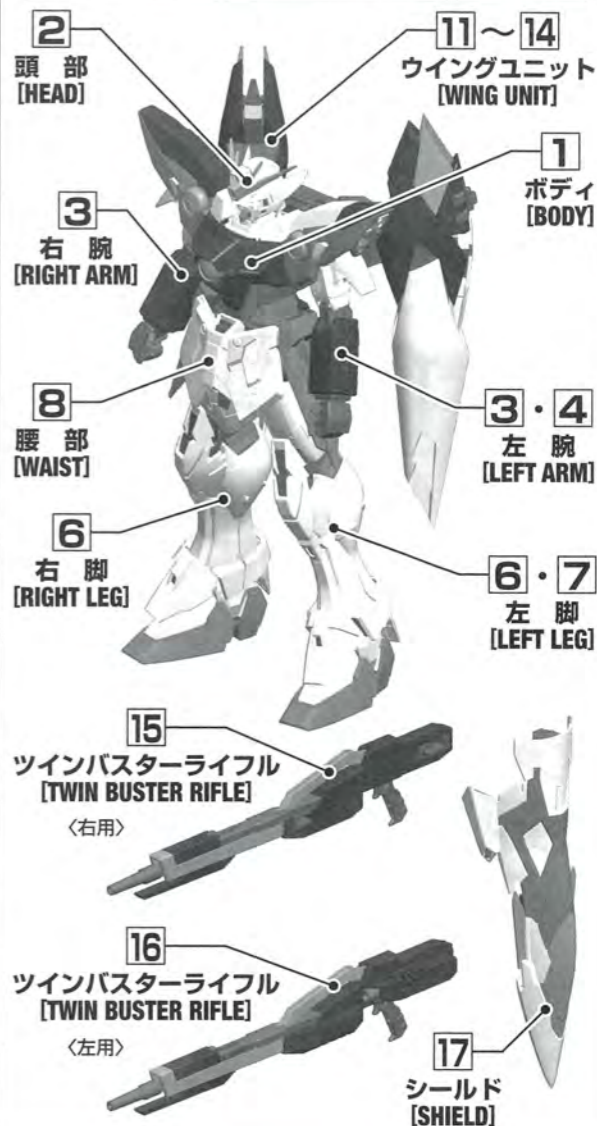 2
頭部
[HEAD]
11～14
ウイングユニット
[WING UNIT]
1
ボディ
[BODY]
3
右腕
[RIGHT ARM]
8
腰部
[WAIST]
3・4
左腕
[LEFT ARM]
6
右脚
[RIGHT LEG]
6・7
左脚
[LEFT LEG]
15
ツインバスターライフル
[TWIN BUSTER RIFLE]
〈右用〉
16
ツインバスターライフル
[TWIN BUSTER RIFLE]
〈左用〉
17
シールド
[SHIELD]